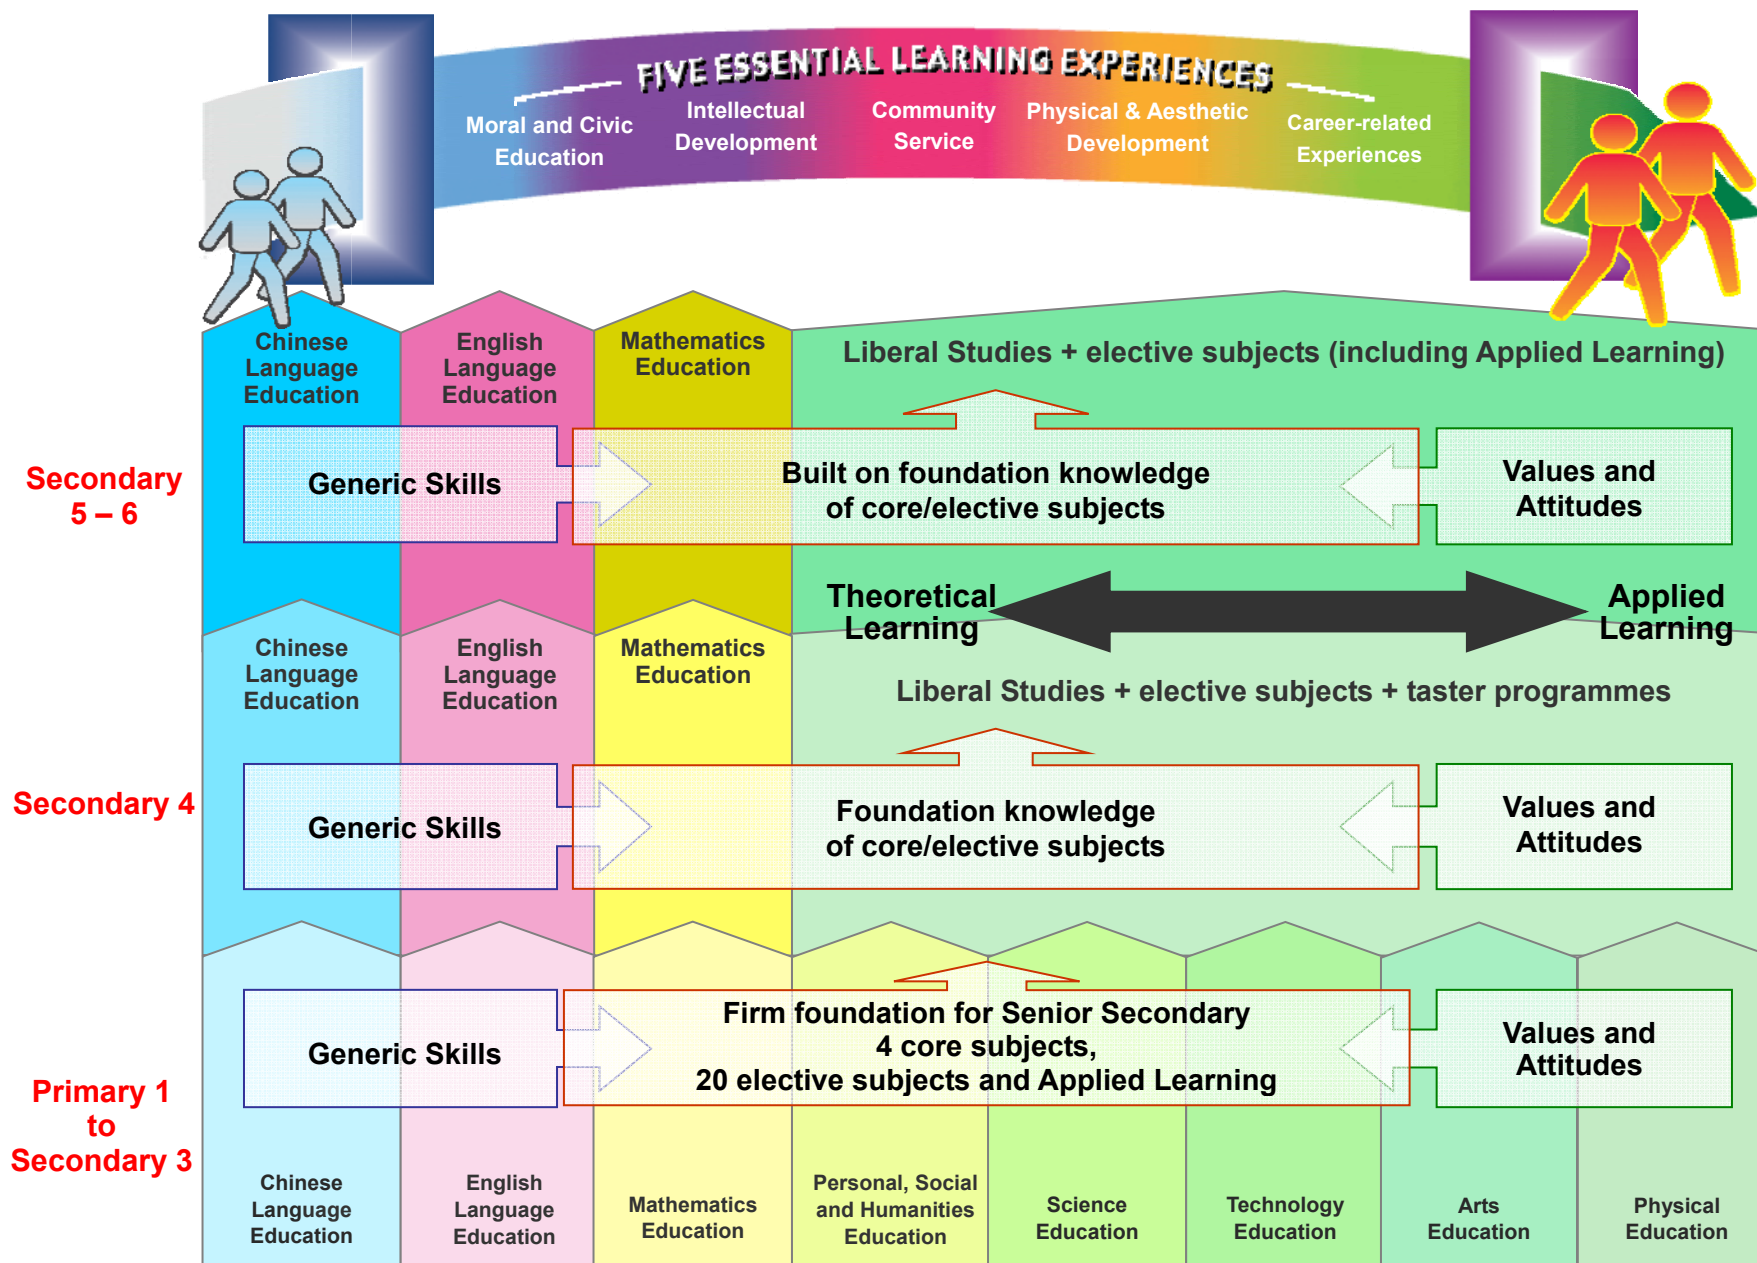 FIVE ESSENTIAL LEARNING EXPERIENCES
Moral and Civic
Education
Intellectual
Development
Community
Service
Physical & Aesthetic
Development
Career-related
Experiences
Chinese
Language
Education
English
Language
Education
Mathematics
Education
Liberal Studies + elective subjects (including Applied Learning)
Secondary
5 – 6
Generic Skills
Built on foundation knowledge
of core/elective subjects
Values and
Attitudes
Theoretical
Learning
Applied
Learning
Chinese
Language
Education
English
Language
Education
Mathematics
Education
Liberal Studies + elective subjects + taster programmes
Secondary 4
Generic Skills
Foundation knowledge
of core/elective subjects
Values and
Attitudes
Primary 1
to
Secondary 3
Generic Skills
Firm foundation for Senior Secondary
4 core subjects,
20 elective subjects and Applied Learning
Values and
Attitudes
Chinese
Language
Education
English
Language
Education
Mathematics
Education
Personal, Social
and Humanities
Education
Science
Education
Technology
Education
Arts
Education
Physical
Education